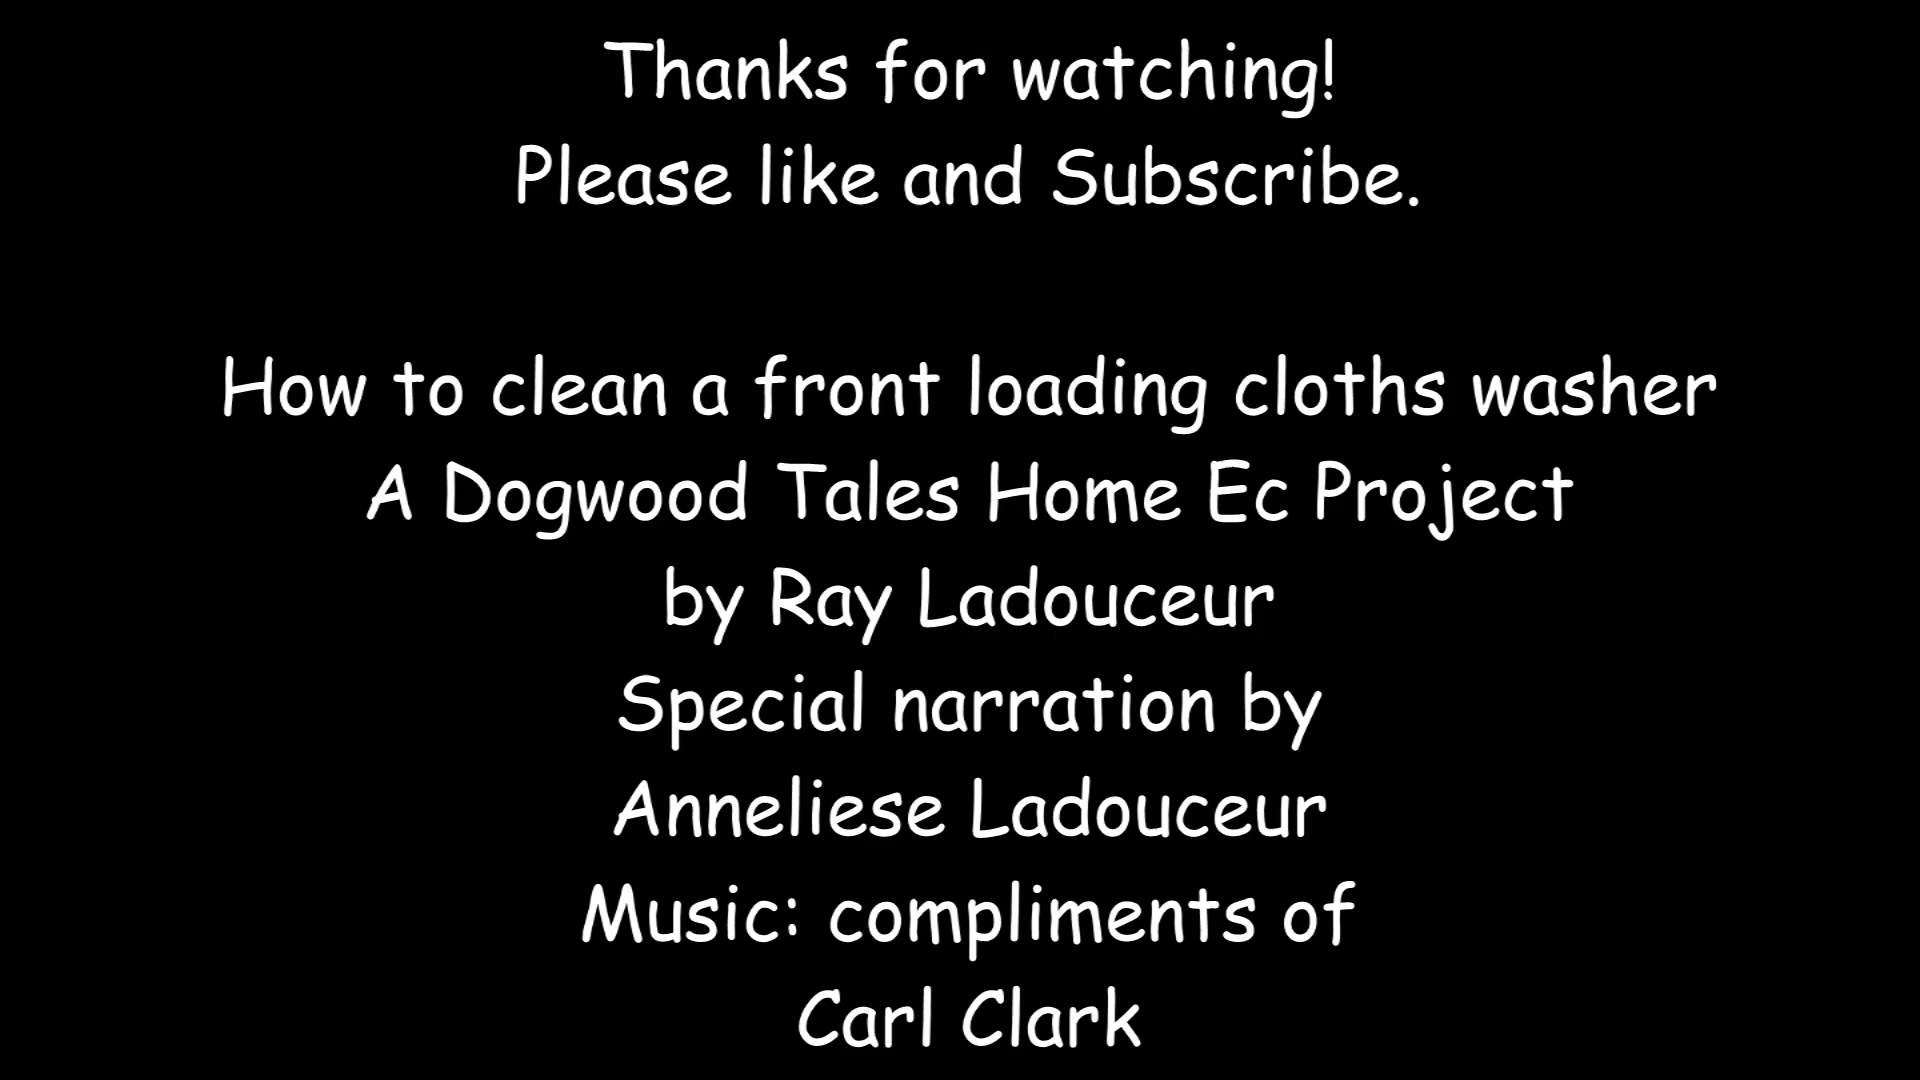 Thanks for watching!
Please like and Subscribe.
How to clean a front loading cloths washer
A Dogwood Tales Home Ec Project
by Ray Ladouceur
Special narration by
Anneliese Ladouceur
Music: compliments of
Carl Clark